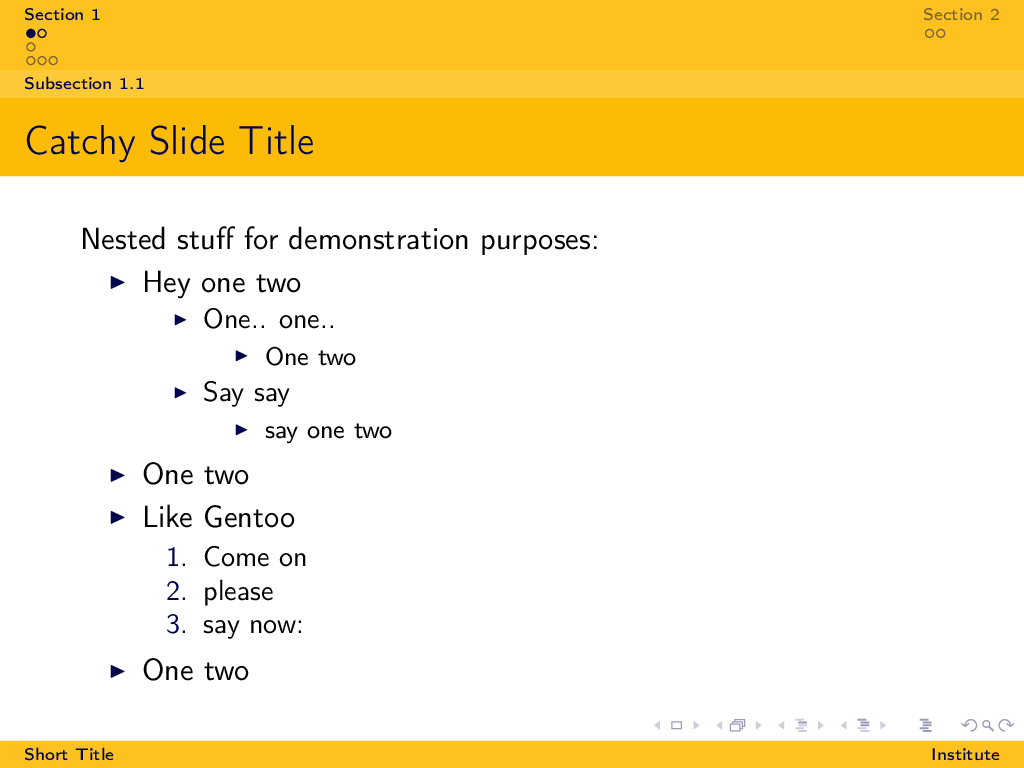 Section 1
Section 2
Subsection 1.1
Catchy Slide Title
Nested stuff for demonstration purposes:
Hey one two
One.. one..
One two
Say say
say one two
One two
Like Gentoo
1. Come on
2. please
3. say now:
One two
Short Title
Institute